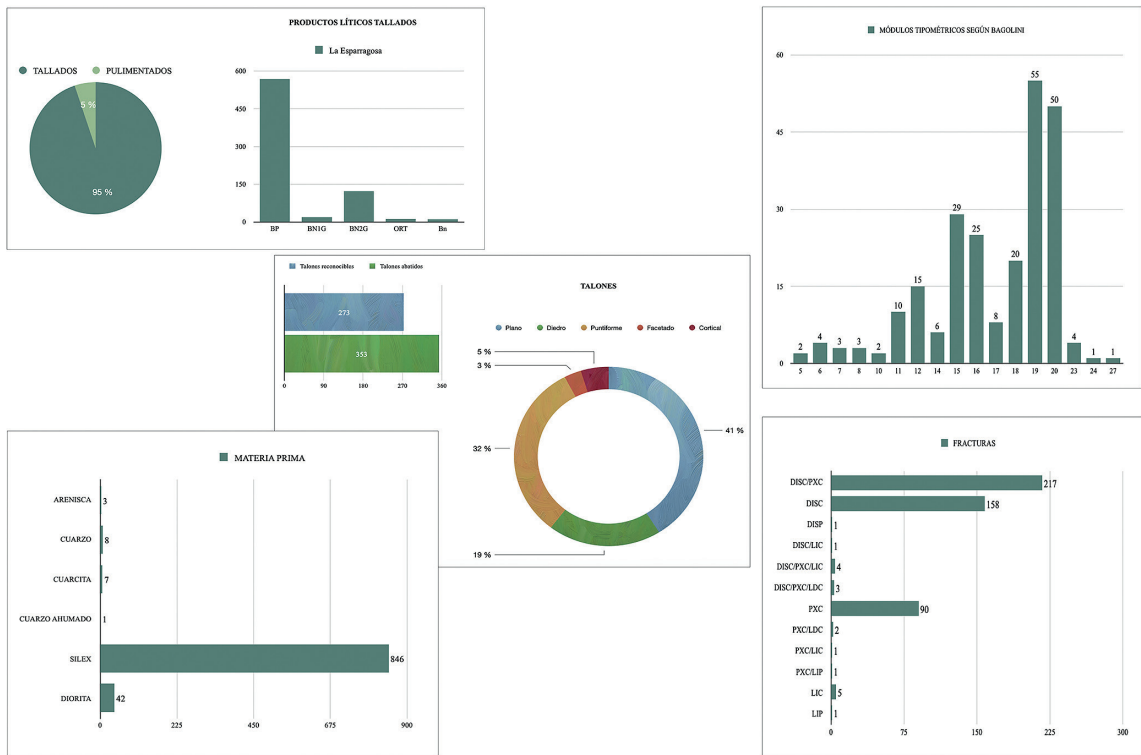 PRODUCTOS LÍTICOS TALLADOS
La Esparragosa
TALLADOS PULIMENTADOS
5 %
95 %
600
450
300
150
0
BP BN1G BN2G ORT Bn
MÓDULOS TIPOMÉTRICOS SEGÚN BAGOLINI
60
45
30
15
0
2 4 3 3 2 10 15 6 29 25 8 20 55 50 4 1 1
5 6 7 8 10 11 12 14 15 16 17 18 19 20 23 24 27
Talones reconocibles Talones abatidos
273
353
0 90 180 270 360
TALONES
Plano Diedro Puntiforme Facetado Cortical
5 %
3 %
41 %
32 %
19 %
MATERIA PRIMA
ARENISCA 3
CUARZO 8
CUARCITA 7
CUARZO AHUMADO 1
SILEX 846
DIORITA 42
0 225 450 675 900
FRACTURAS
DISC/PXC 217
DISC 158
DISP 1
DISC/LIC 1
DISC/PXC/LIC 4
DISC/PXC/LDC 3
PXC 90
PXC/LDC 2
PXC/LIC 1
PXC/LIP 1
LIC 5
LIP 1
0 75 150 225 300